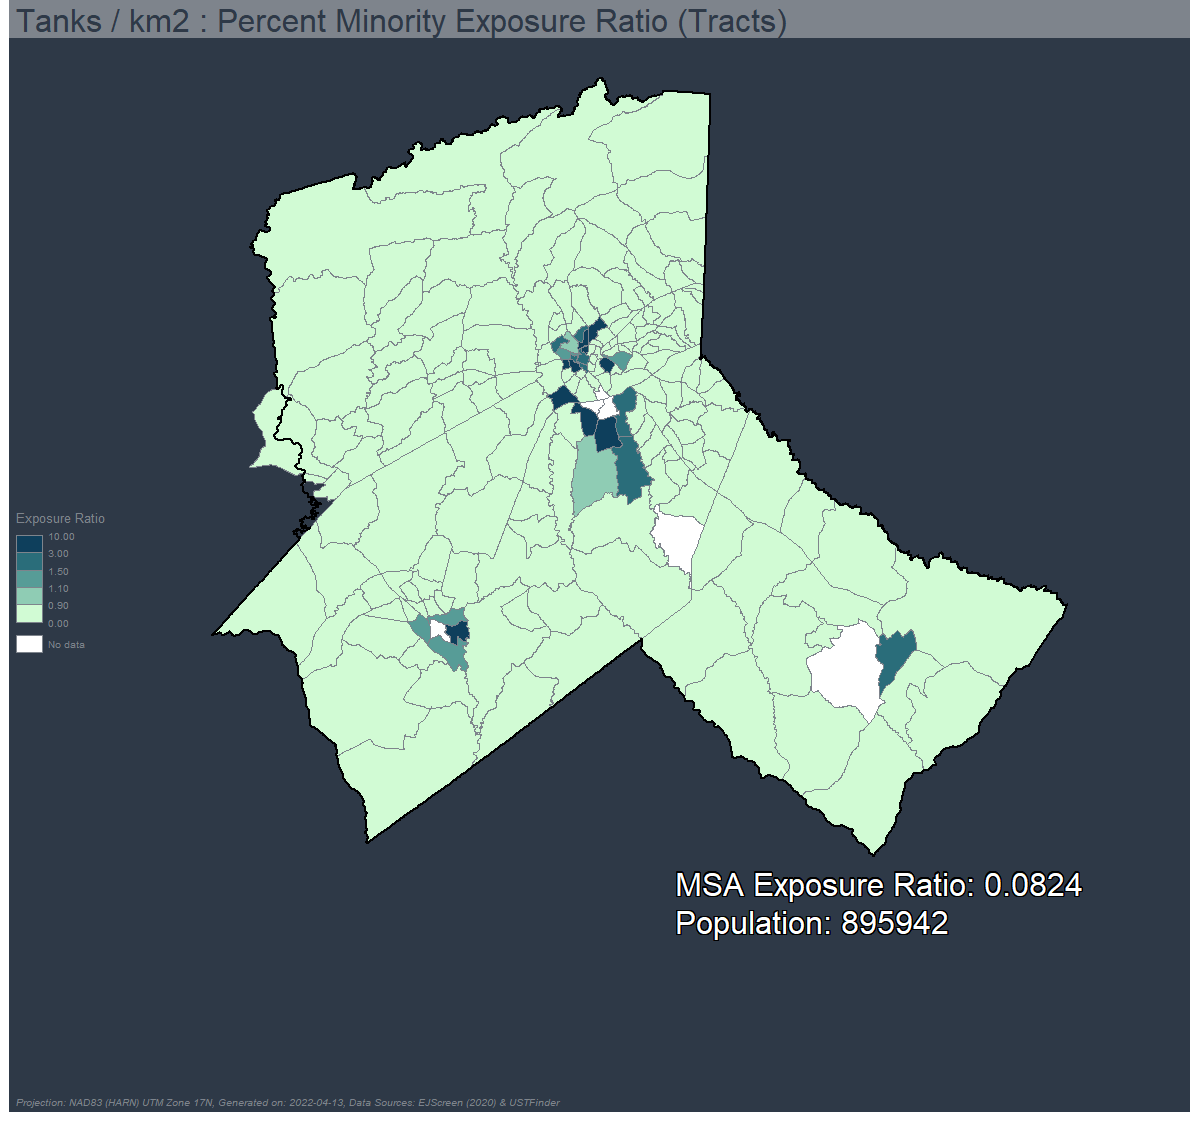 Tanks / km2 : Percent Minority Exposure Ratio (Tracts)
Exposure Ratio
10.00
3.00
1.50
1.10
0.90
0.00
No data
MSA Exposure Ratio: 0.0824
Population: 895942
Projection: NAD83 (HARN) UTM Zone 17N, Generated on: 2022-04-13, Data Sources: EJScreen (2020) & USTFinder